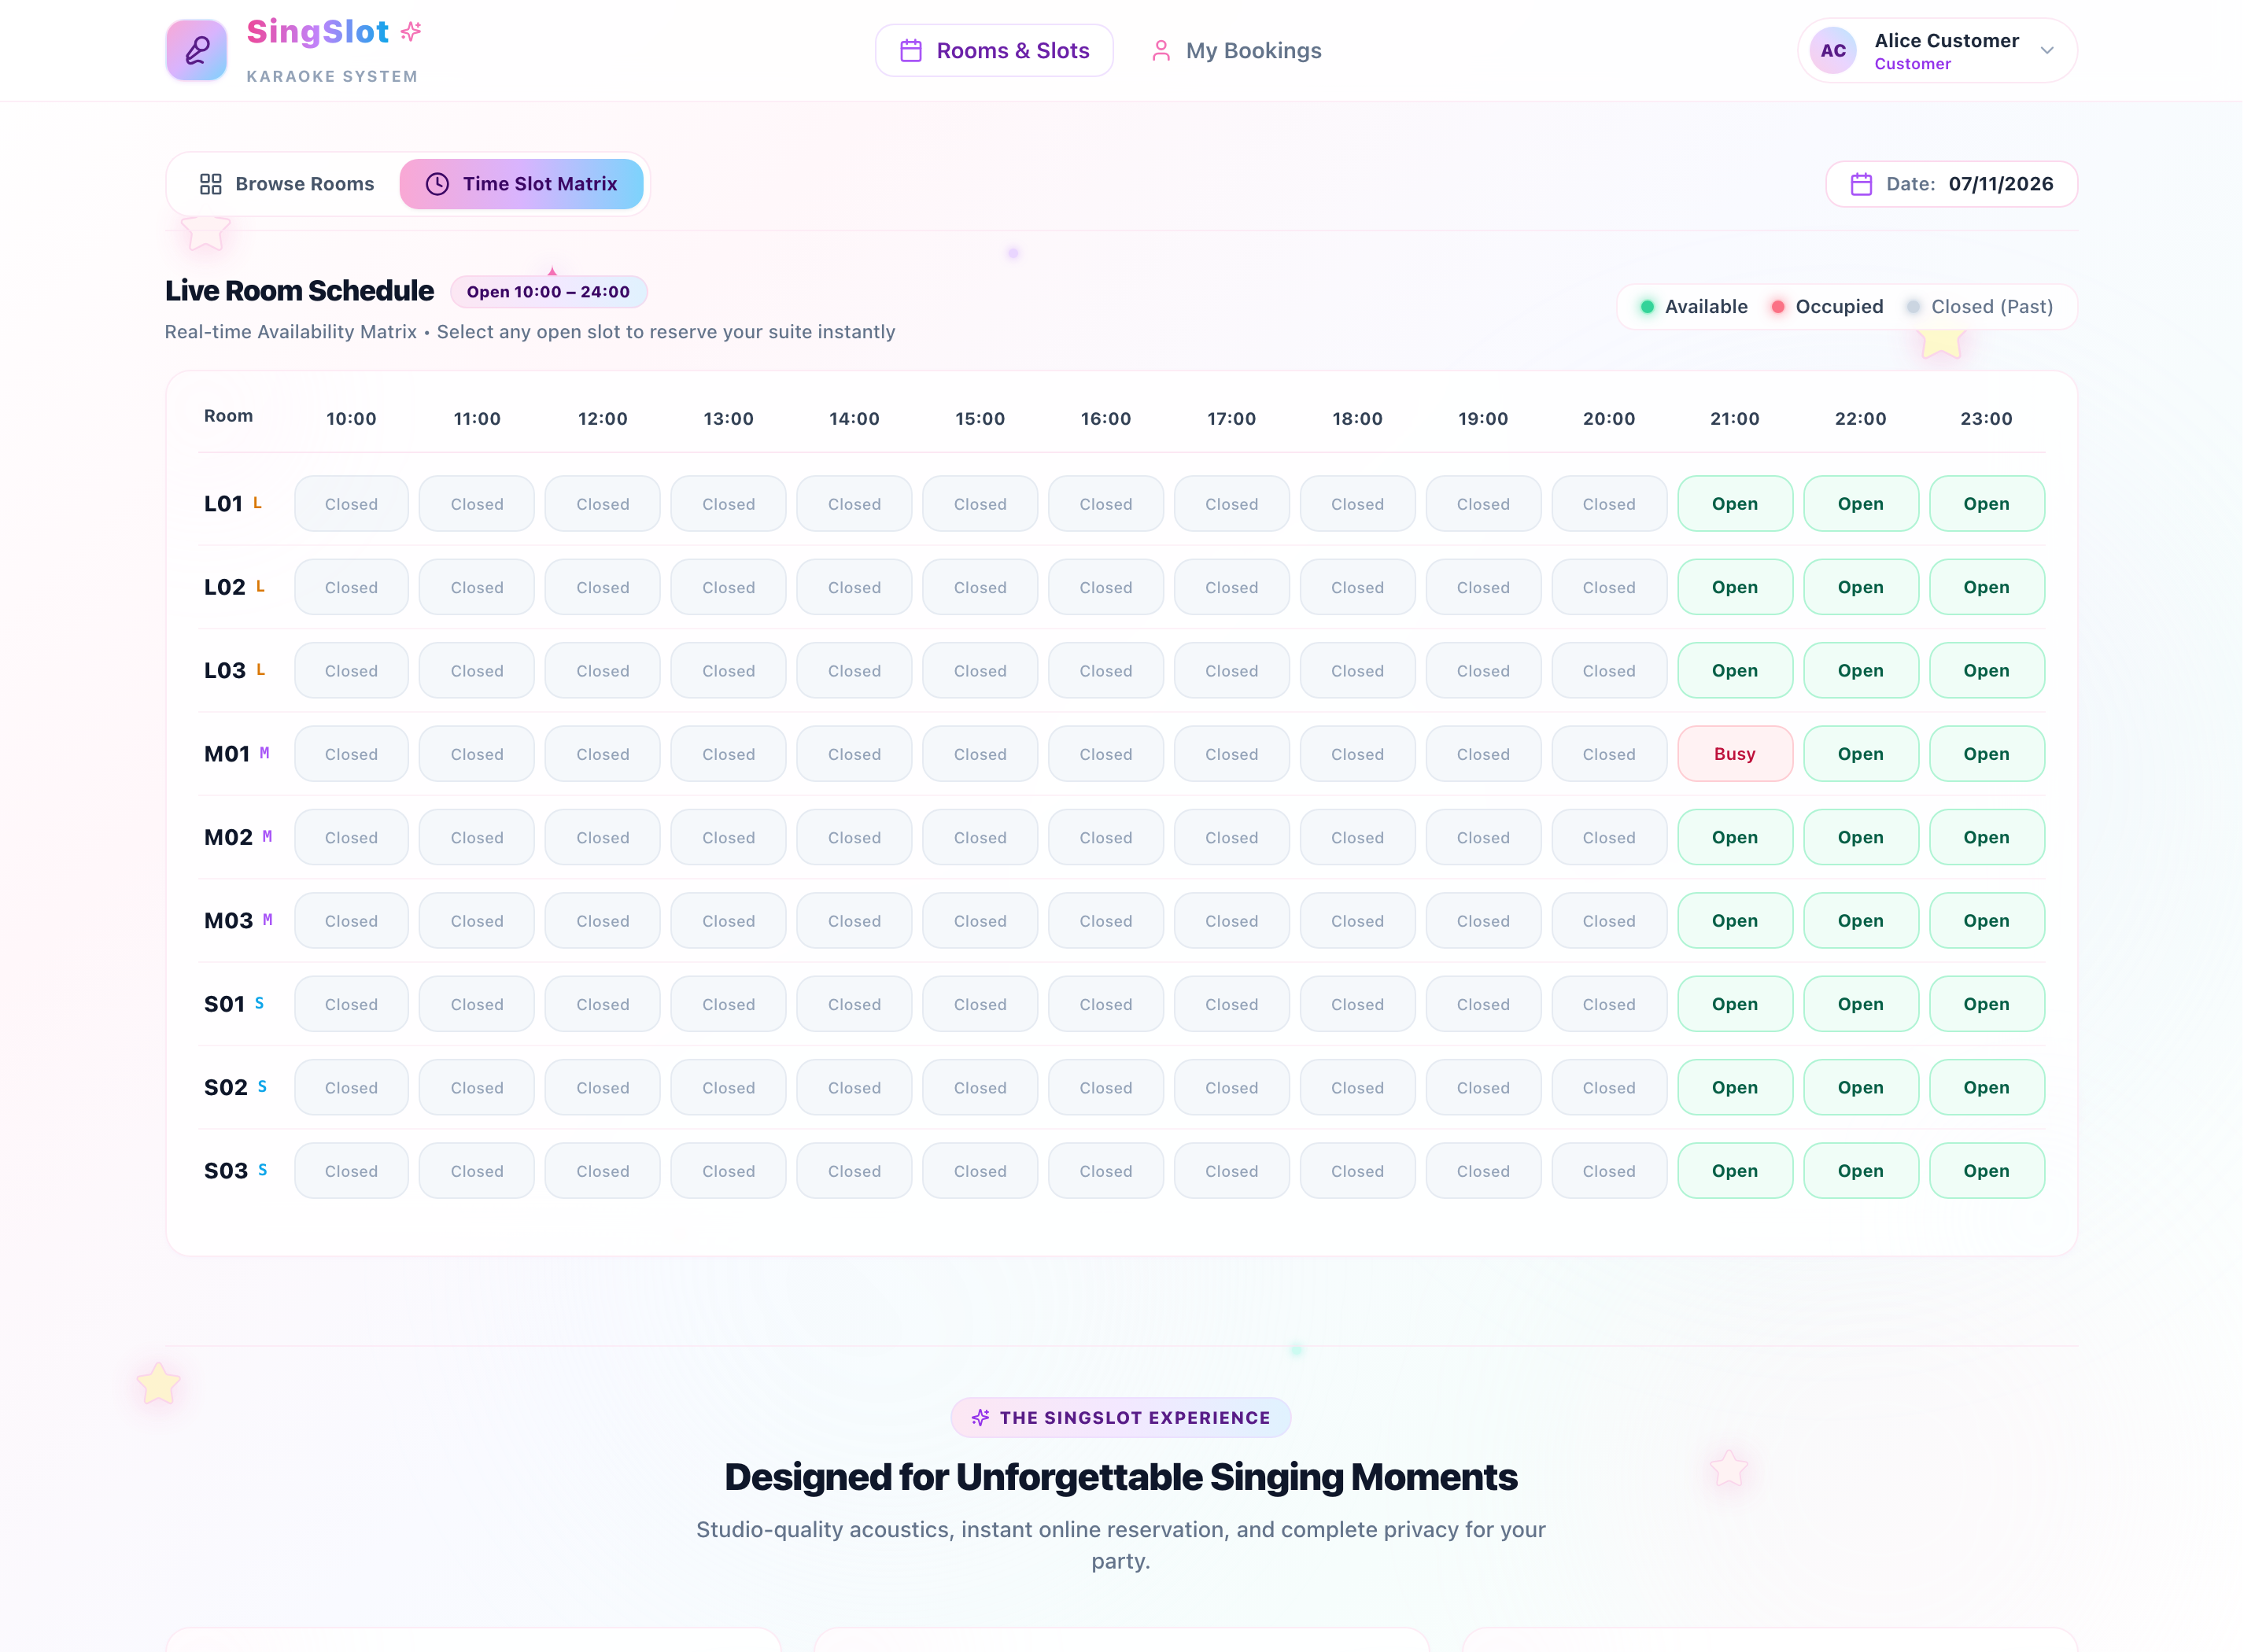 SingSlot
KARAOKE SYSTEM
Rooms & Slots
My Bookings
AC
Alice Customer
Customer
Browse Rooms
Time Slot Matrix
Date: 07/11/2026
Live Room Schedule
Open 10:00 – 24:00
Real-time Availability Matrix • Select any open slot to reserve your suite instantly
Available
Occupied
Closed (Past)
Room 10:00 11:00 12:00 13:00 14:00 15:00 16:00 17:00 18:00 19:00 20:00 21:00 22:00 23:00
L01 L Closed Closed Closed Closed Closed Closed Closed Closed Closed Closed Closed Open Open Open
L02 L Closed Closed Closed Closed Closed Closed Closed Closed Closed Closed Closed Open Open Open
L03 L Closed Closed Closed Closed Closed Closed Closed Closed Closed Closed Closed Open Open Open
M01 M Closed Closed Closed Closed Closed Closed Closed Closed Closed Closed Closed Busy Open Open
M02 M Closed Closed Closed Closed Closed Closed Closed Closed Closed Closed Closed Open Open Open
M03 M Closed Closed Closed Closed Closed Closed Closed Closed Closed Closed Closed Open Open Open
S01 S Closed Closed Closed Closed Closed Closed Closed Closed Closed Closed Closed Open Open Open
S02 S Closed Closed Closed Closed Closed Closed Closed Closed Closed Closed Closed Open Open Open
S03 S Closed Closed Closed Closed Closed Closed Closed Closed Closed Closed Closed Open Open Open
THE SINGSLOT EXPERIENCE
Designed for Unforgettable Singing Moments
Studio-quality acoustics, instant online reservation, and complete privacy for your
party.